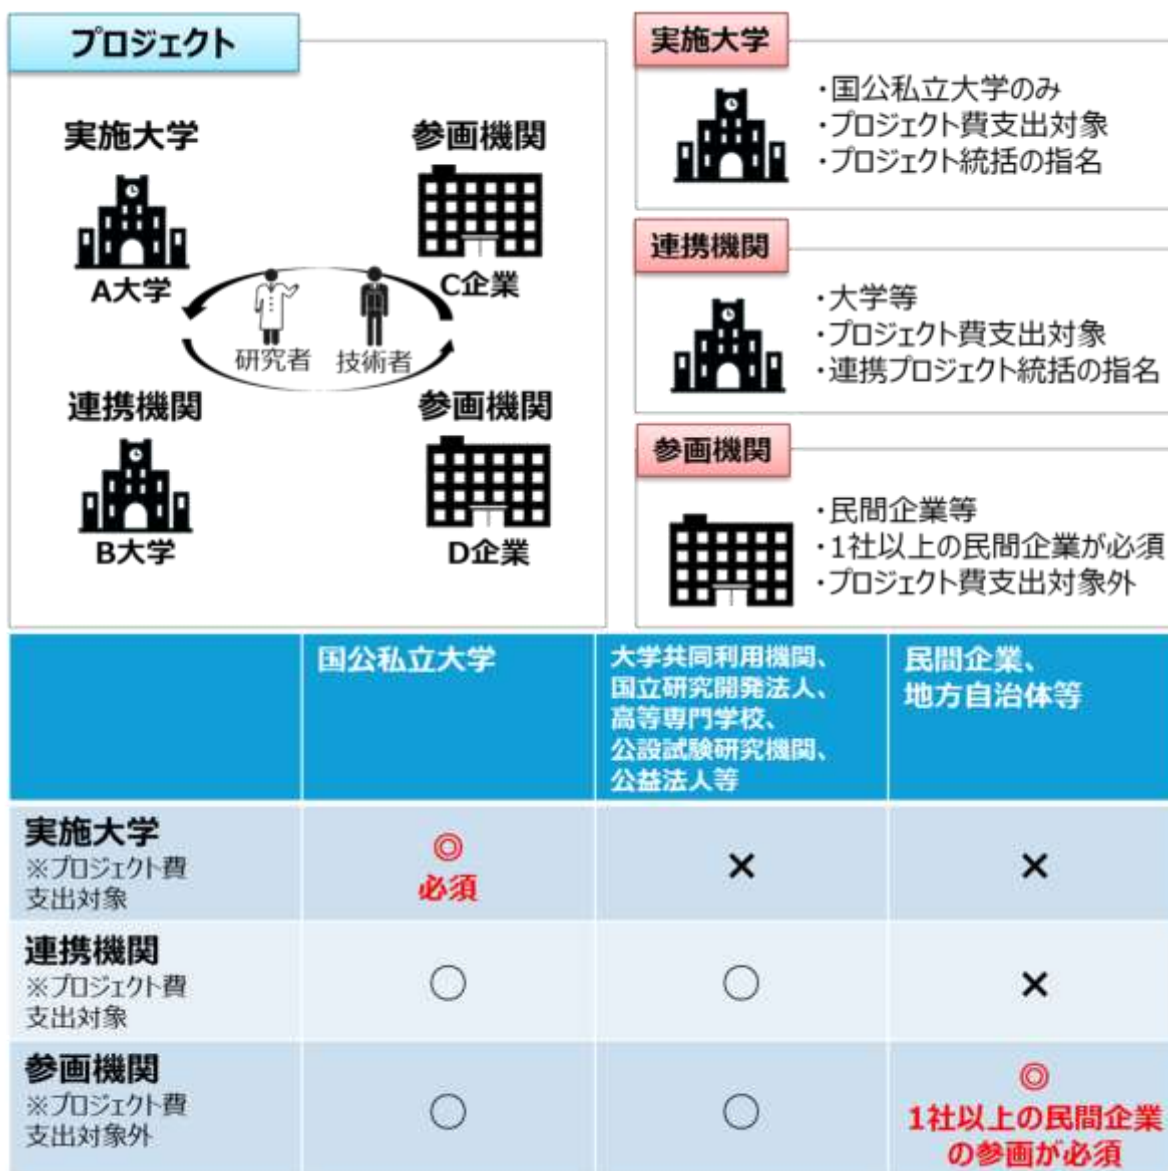 プロジェクト
実施大学
A大学
参画機関
C企業
研究者
技術者
連携機関
B大学
参画機関
D企業
実施大学
・国公私立大学のみ
・プロジェクト費支出対象
・プロジェクト統括の指名
連携機関
・大学等
・プロジェクト費支出対象
・連携プロジェクト統括の指名
参画機関
・民間企業等
・1社以上の民間企業が必須
・プロジェクト費支出対象外
国公私立大学
大学共同利用機関、
国立研究開発法人、
高等専門学校、
公設試験研究機関、
公益法人等
民間企業、
地方自治体等
実施大学
※プロジェクト費
支出対象
◎
必須
×
×
連携機関
※プロジェクト費
支出対象
○
○
×
参画機関
※プロジェクト費
支出対象外
○
○
◎
1社以上の民間企業
の参画が必須